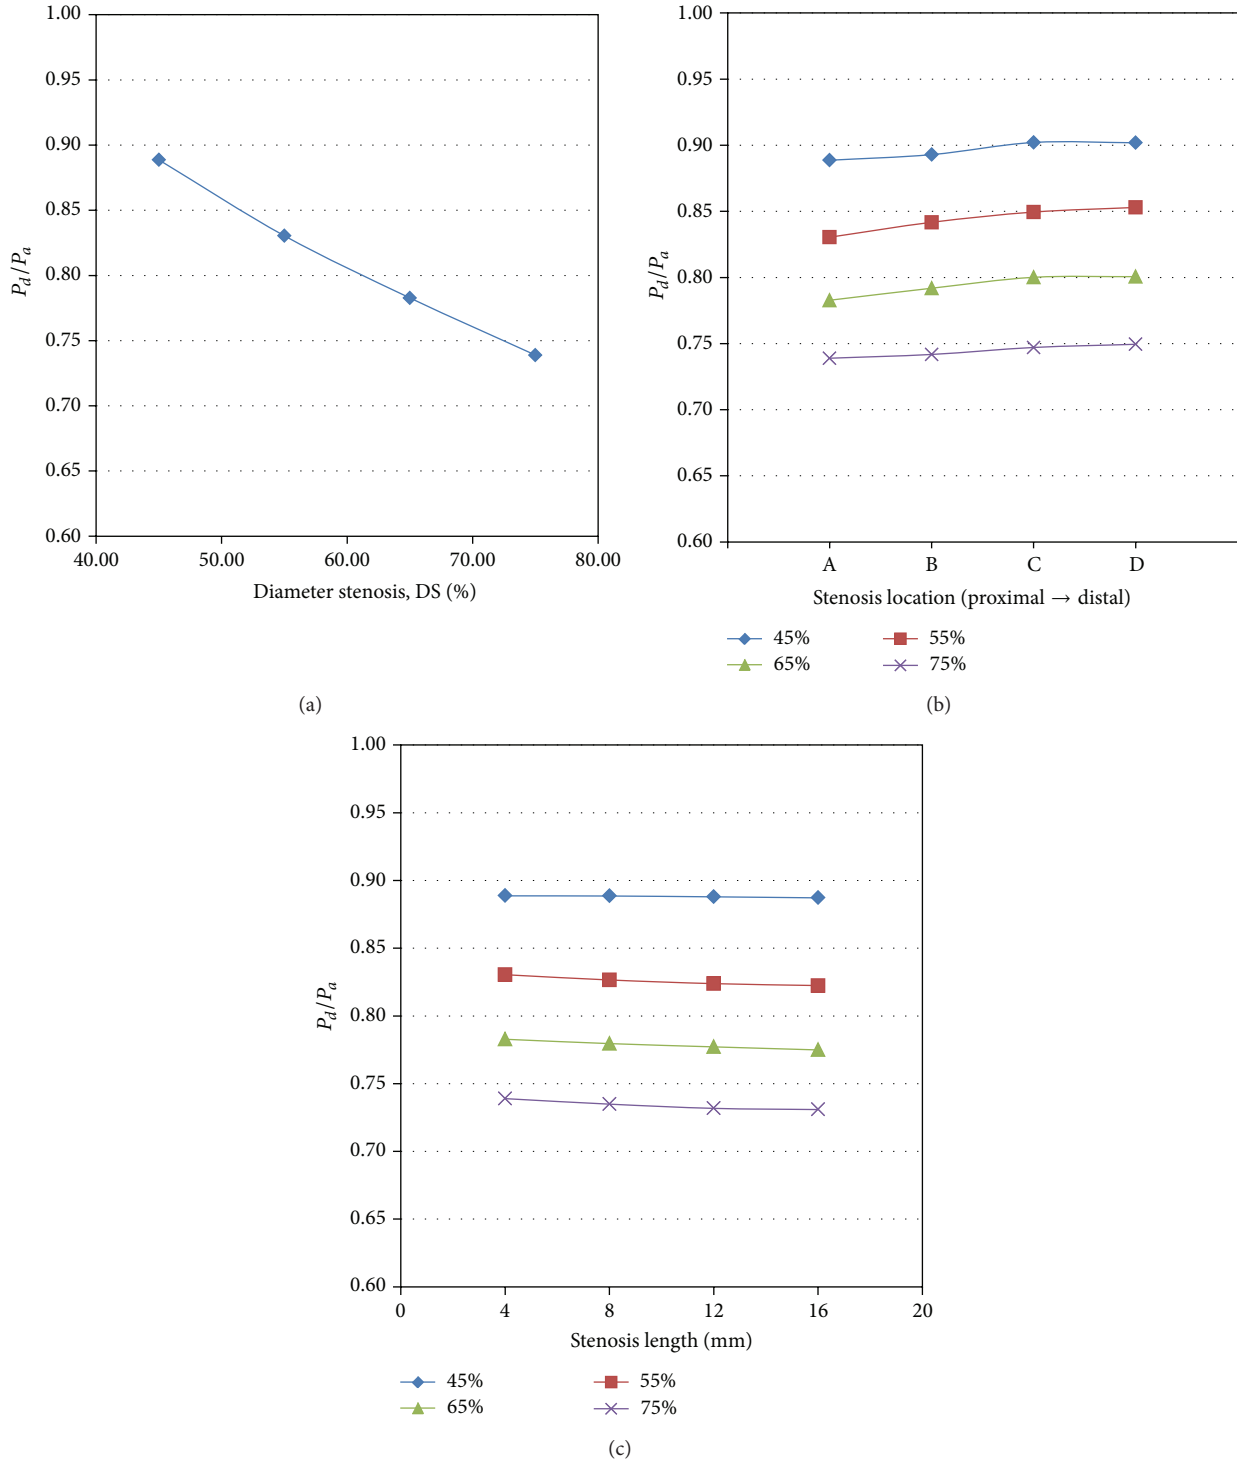 1.00
0.95
0.90
0.85
0.80
0.75
0.70
0.65
0.60
P_d/P_a
40.00 50.00 60.00 70.00 80.00
Diameter stenosis, DS (%)
(a)
1.00
0.95
0.90
0.85
0.80
0.75
0.70
0.65
0.60
P_d/P_a
A B C D
Stenosis location (proximal → distal)
45% 55%
65% 75%
(b)
1.00
0.95
0.90
0.85
0.80
0.75
0.70
0.65
0.60
P_d/P_a
0 4 8 12 16 20
Stenosis length (mm)
45% 55%
65% 75%
(c)